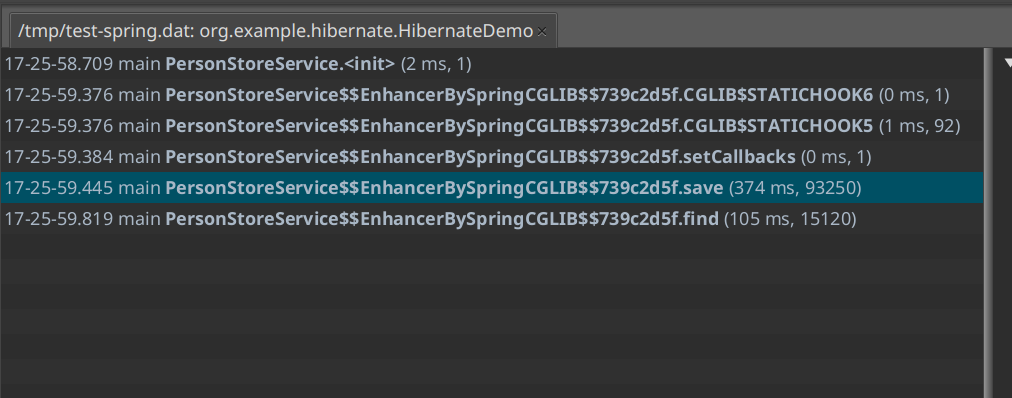 /tmp/test-spring.dat: org.example.hibernate.HibernateDemo ×
17-25-58.709 main PersonStoreService.<init> (2 ms, 1)
17-25-59.376 main PersonStoreService$$EnhancerBySpringCGLIB$$739c2d5f.CGLIB$STATICHOOK6 (0 ms, 1)
17-25-59.376 main PersonStoreService$$EnhancerBySpringCGLIB$$739c2d5f.CGLIB$STATICHOOK5 (1 ms, 92)
17-25-59.384 main PersonStoreService$$EnhancerBySpringCGLIB$$739c2d5f.setCallbacks (0 ms, 1)
17-25-59.445 main PersonStoreService$$EnhancerBySpringCGLIB$$739c2d5f.save (374 ms, 93250)
17-25-59.819 main PersonStoreService$$EnhancerBySpringCGLIB$$739c2d5f.find (105 ms, 15120)